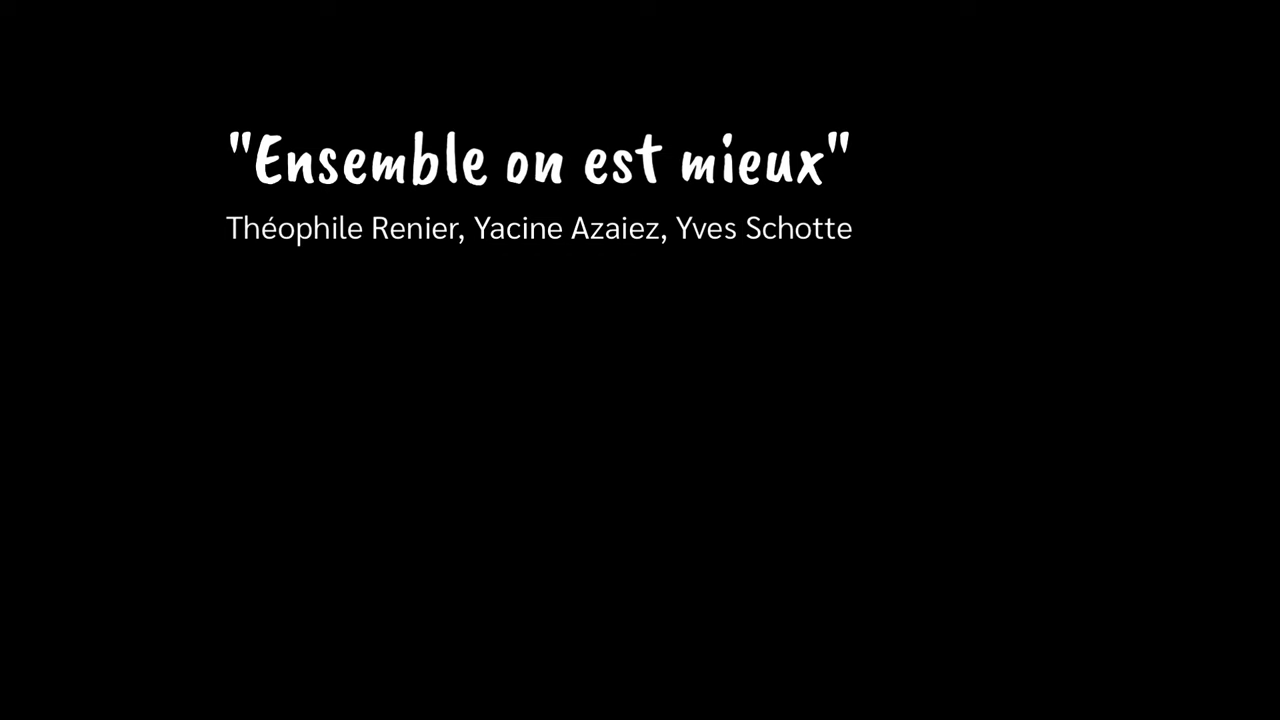 "Ensemble on est mieux"
Théophile Renier, Yacine Azaiez, Yves Schotte